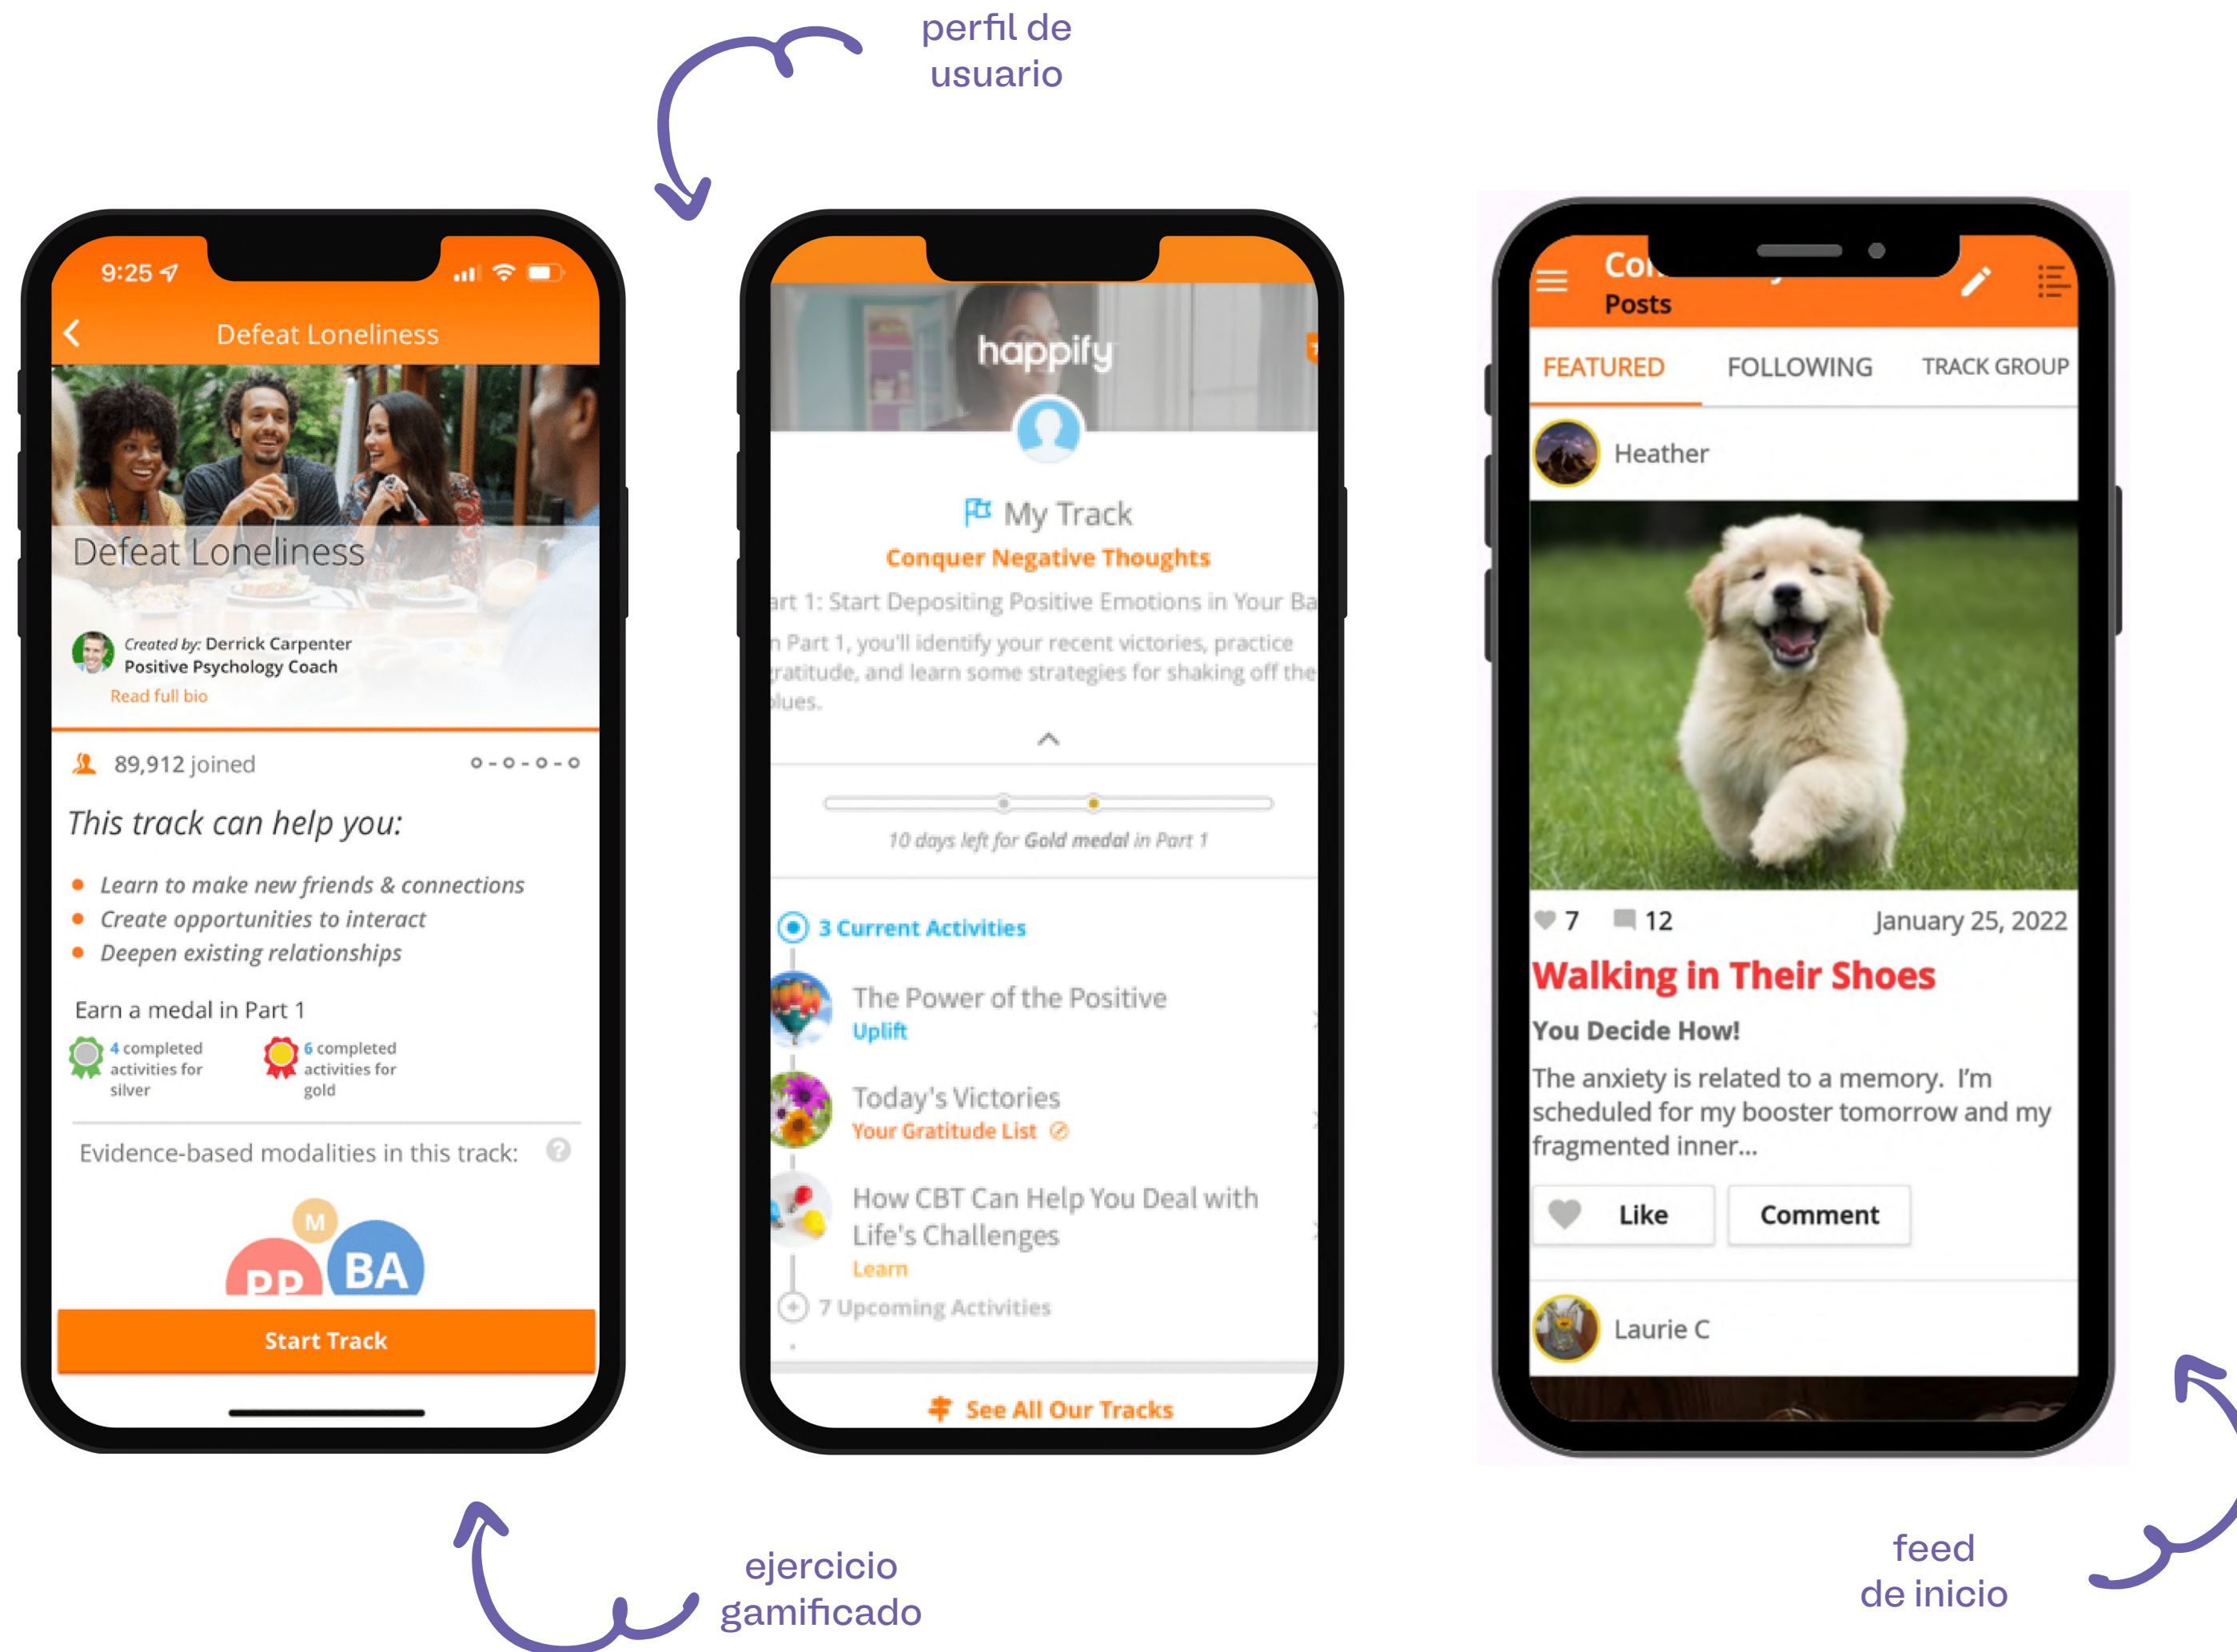 perfil de
usuario
9:25
Defeat Loneliness
Defeat Loneliness
Created by: Derrick Carpenter
Positive Psychology Coach
Read full bio
89,912 joined
This track can help you:
Learn to make new friends & connections
Create opportunities to interact
Deepen existing relationships
Earn a medal in Part 1
4 completed
activities for
silver
6 completed
activities for
gold
Evidence-based modalities in this track:
M
PP BA
Start Track
ejercicio
gamificado
happify
My Track
Conquer Negative Thoughts
art 1: Start Depositing Positive Emotions in Your Ba
n Part 1, you'll identify your recent victories, practice
ratitude, and learn some strategies for shaking off the
lues.
10 days left for Gold medal in Part 1
3 Current Activities
The Power of the Positive
Uplift
Today's Victories
Your Gratitude List
How CBT Can Help You Deal with
Life's Challenges
Learn
7 Upcoming Activities
See All Our Tracks
Posts
FEATURED FOLLOWING TRACK GROUP
Heather
7 12 January 25, 2022
Walking in Their Shoes
You Decide How!
The anxiety is related to a memory. I'm
scheduled for my booster tomorrow and my
fragmented inner...
Like Comment
Laurie C
feed
de inicio